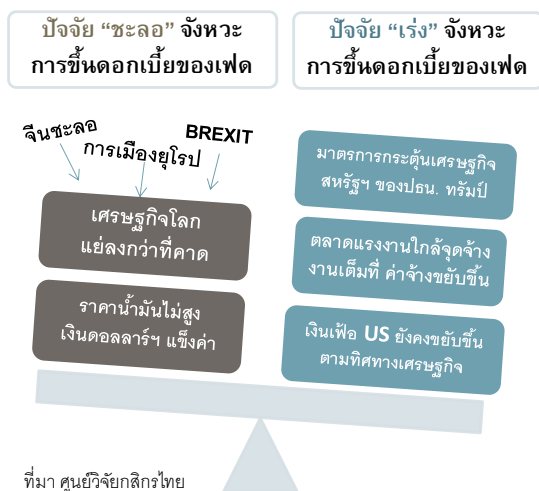 ปัจจัย “ชะลอ” จังหวะ
การขึ้นดอกเบี้ยของเฟด
ปัจจัย “เร่ง” จังหวะ
การขึ้นดอกเบี้ยของเฟด
จีนชะลอ
การเมืองยุโรป
BREXIT
เศรษฐกิจโลก
แย่ลงกว่าที่คาด
ราคาน้ำมันไม่สูง
เงินดอลลาร์ฯ แข็งค่า
มาตรการกระตุ้นเศรษฐกิจ
สหรัฐฯ ของปธน. ทรัมป์
ตลาดแรงงานใกล้จุดจ้าง
งานเต็มที่ ค่าจ้างขยับขึ้น
เงินเฟ้อ US ยังคงขยับขึ้น
ตามทิศทางเศรษฐกิจ
ที่มา ศูนย์วิจัยกสิกรไทย